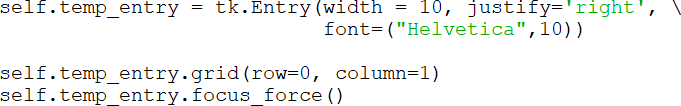 self.temp_entry = tk.Entry(width = 10, justify='right', \
                           font=("Helvetica",10))

self.temp_entry.grid(row=0, column=1)
self.temp_entry.focus_force()